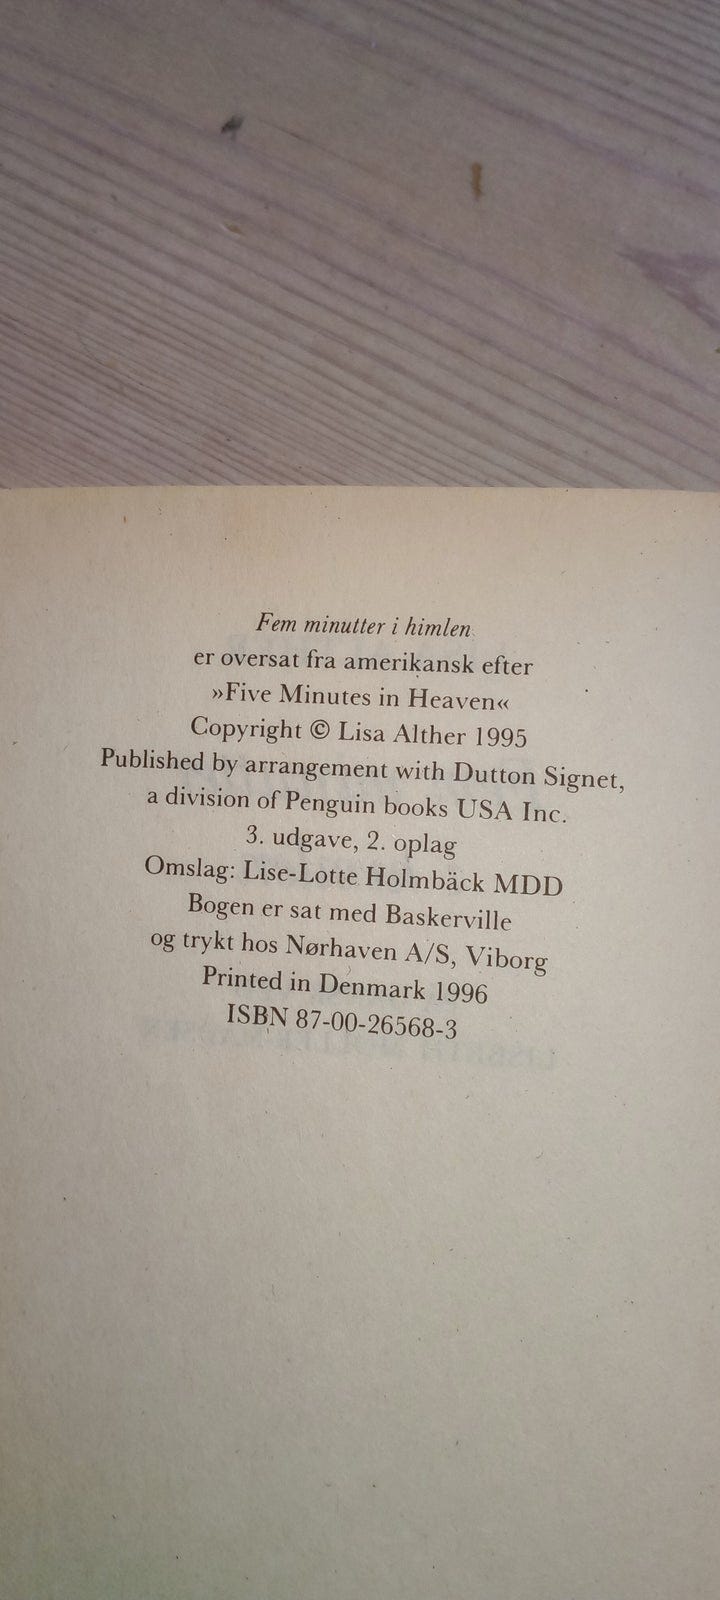 Fem minutter i himlen
er oversat fra amerikansk efter
»Five Minutes in Heaven«
Copyright © Lisa Alther 1995
Published by arrangement with Dutton Signet,
a division of Penguin books USA Inc.
3. udgave, 2. oplag
Omslag: Lise-Lotte Holmbäck MDD
Bogen er sat med Baskerville
og trykt hos Nørhaven A/S, Viborg
Printed in Denmark 1996
ISBN 87-00-26568-3